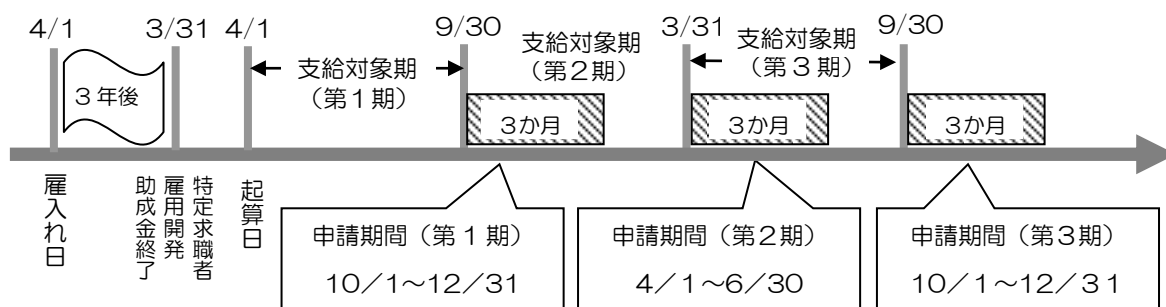 4/1
3/31
4/1
9/30
3/31
9/30
3年後
支給対象期
（第1期）
支給対象期
（第2期）
支給対象期
（第3期）
3か月
3か月
3か月
雇入れ日
特定求職者
雇用開発
助成金終了
起算日
申請期間（第1期）
10/1～12/31
申請期間（第2期）
4/1～6/30
申請期間（第3期）
10/1～12/31